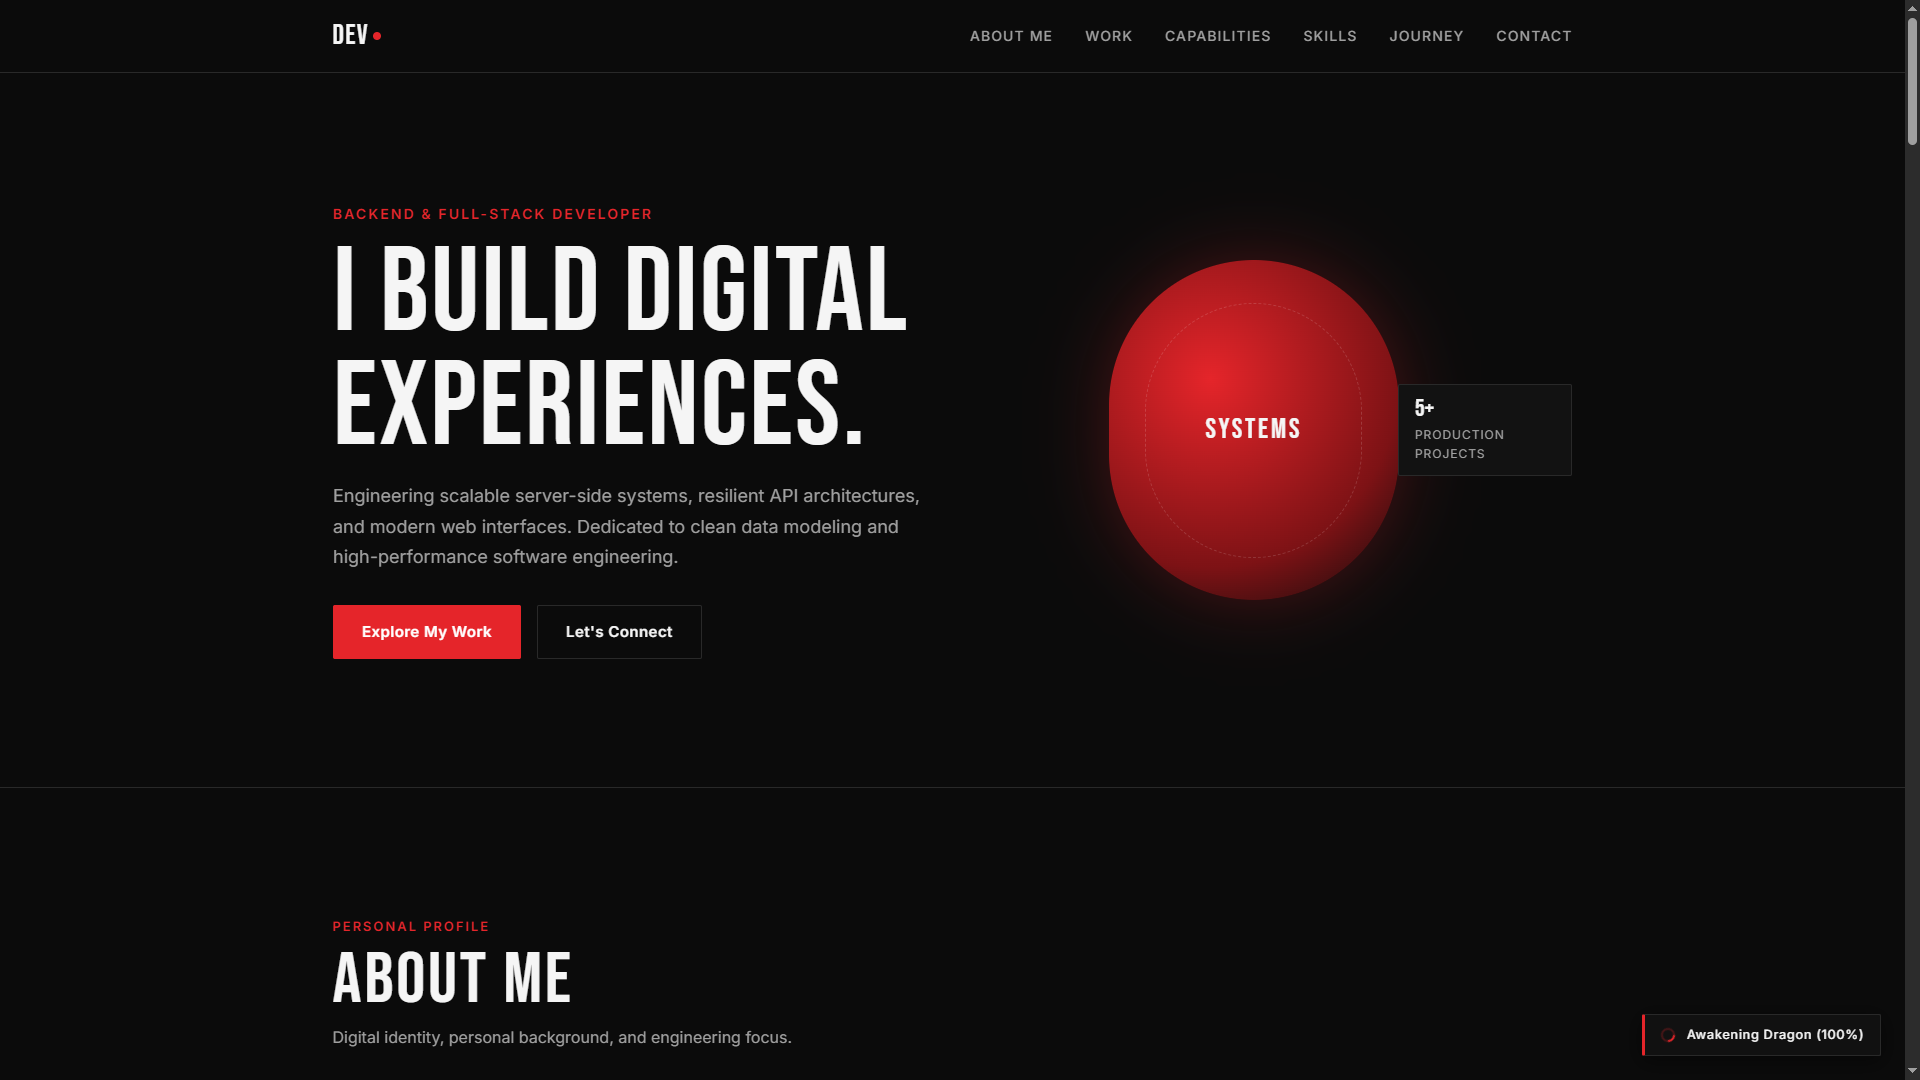 DEV
ABOUT ME WORK CAPABILITIES SKILLS JOURNEY CONTACT
BACKEND & FULL-STACK DEVELOPER
I BUILD DIGITAL
EXPERIENCES.
Engineering scalable server-side systems, resilient API architectures,
and modern web interfaces. Dedicated to clean data modeling and
high-performance software engineering.
Explore My Work
Let's Connect
SYSTEMS
5+
PRODUCTION
PROJECTS
PERSONAL PROFILE
ABOUT ME
Digital identity, personal background, and engineering focus.
Awakening Dragon (100%)